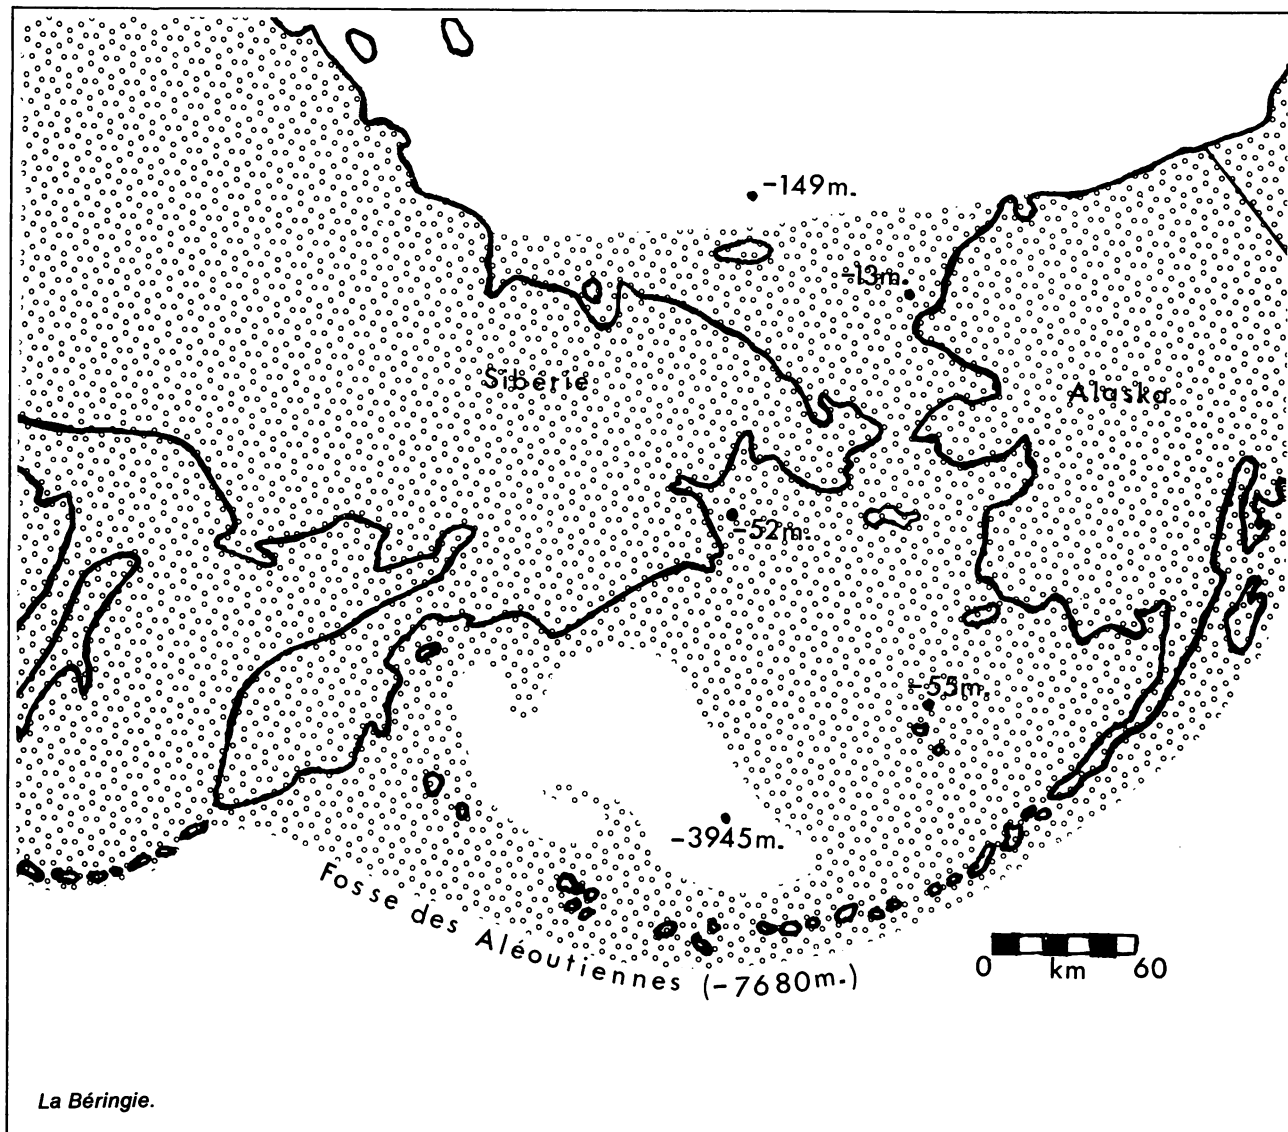 -149m.
-13m.
Sibérie
Alaska
-52m.
-55m.
-3945m.
Fosse des Aléoutiennes (-7680m.)
0 km 60
La Béringie.